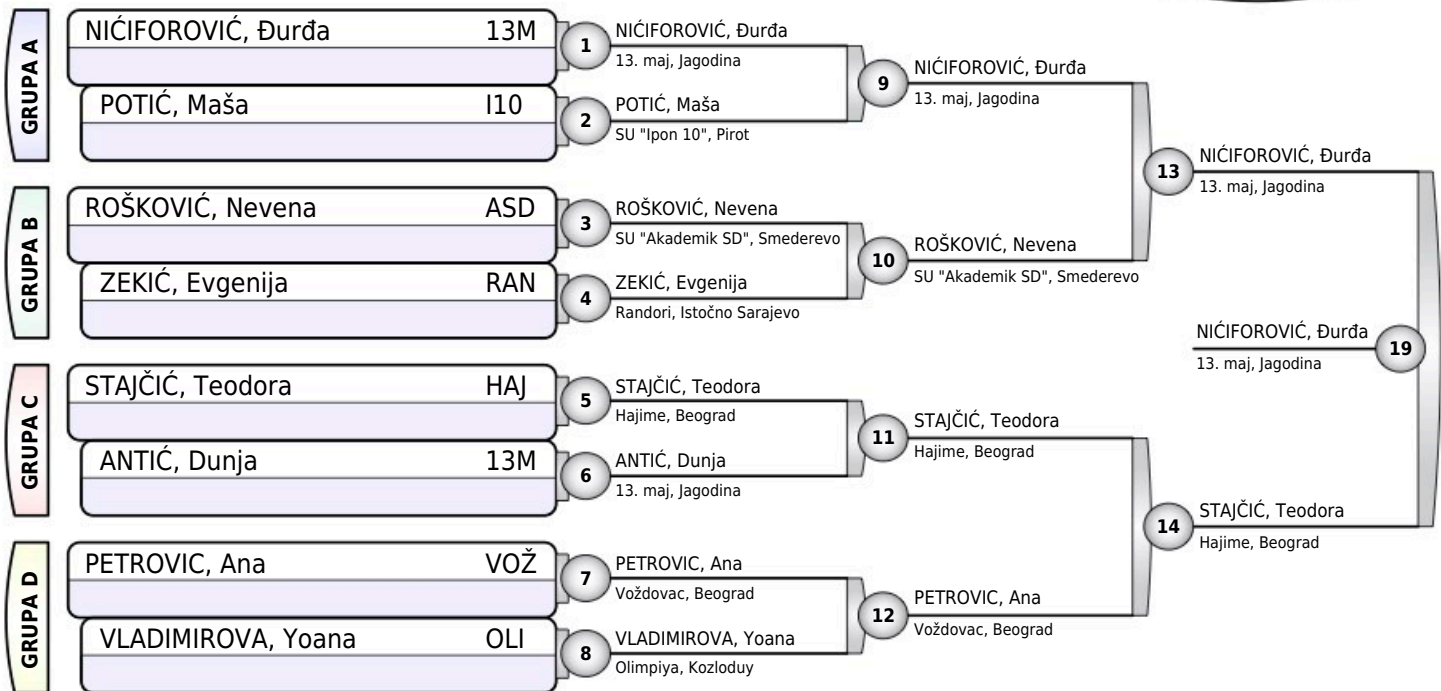 GRUPA A
NIĆIFOROVIĆ, Đurđa 13M
POTIĆ, Maša I10
GRUPA B
ROŠKOVIĆ, Nevena ASD
ZEKIĆ, Evgenija RAN
GRUPA C
STAJČIĆ, Teodora HAJ
ANTIĆ, Dunja 13M
GRUPA D
PETROVIC, Ana VOŽ
VLADIMIROVA, Yoana OLI
1
NIĆIFOROVIĆ, Đurđa
13. maj, Jagodina
2
POTIĆ, Maša
SU "Ipon 10", Pirot
3
ROŠKOVIĆ, Nevena
SU "Akademik SD", Smederevo
4
ZEKIĆ, Evgenija
Randori, Istočno Sarajevo
5
STAJČIĆ, Teodora
Hajime, Beograd
6
ANTIĆ, Dunja
13. maj, Jagodina
7
PETROVIC, Ana
Voždovac, Beograd
8
VLADIMIROVA, Yoana
Olimpiya, Kozloduy
9
NIĆIFOROVIĆ, Đurđa
13. maj, Jagodina
10
ROŠKOVIĆ, Nevena
SU "Akademik SD", Smederevo
11
STAJČIĆ, Teodora
Hajime, Beograd
12
PETROVIC, Ana
Voždovac, Beograd
13
NIĆIFOROVIĆ, Đurđa
13. maj, Jagodina
14
STAJČIĆ, Teodora
Hajime, Beograd
NIĆIFOROVIĆ, Đurđa
13. maj, Jagodina
19